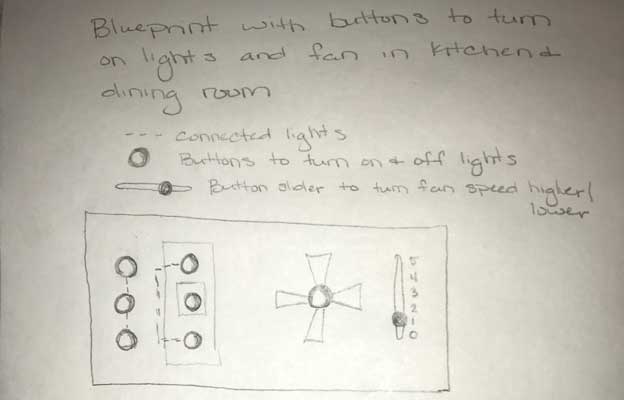 Blueprint with buttons to turn
on lights and fan in kitchen &
dining room
--- connected lights
Buttons to turn on & off lights
Button slider to turn fan speed higher/
lower
5
4
3
2
1
0